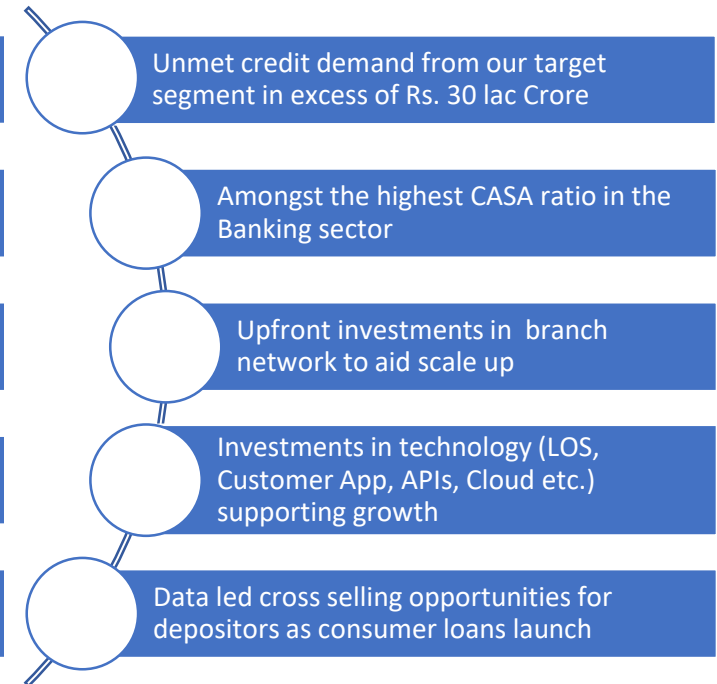 Unmet credit demand from our target
segment in excess of Rs. 30 lac Crore
Amongst the highest CASA ratio in the
Banking sector
Upfront investments in branch
network to aid scale up
Investments in technology (LOS,
Customer App, APIs, Cloud etc.)
supporting growth
Data led cross selling opportunities for
depositors as consumer loans launch